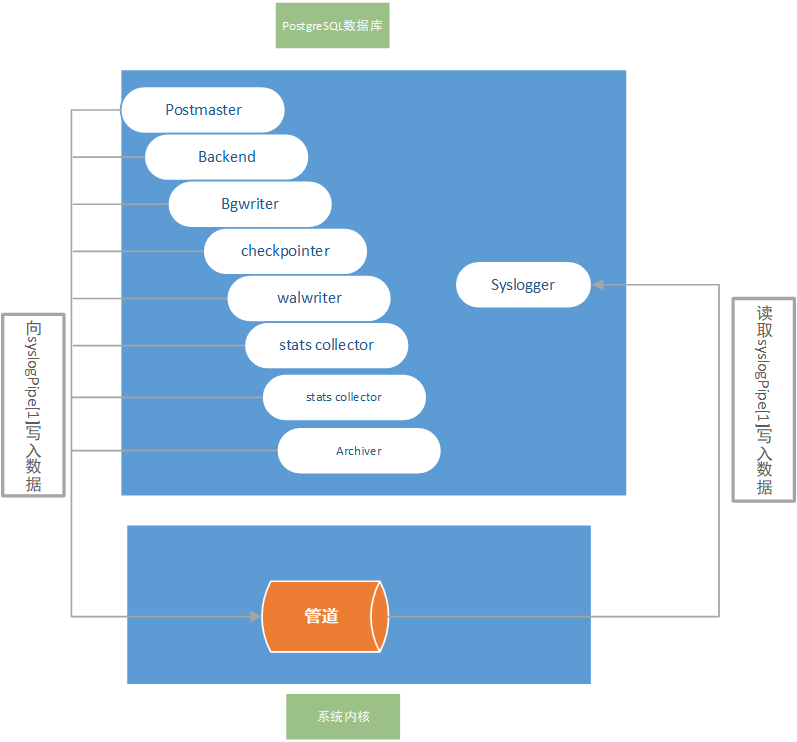 PostgreSQL数据库
Postmaster
Backend
Bgwriter
checkpointer
walwriter
stats collector
stats collector
Archiver
Syslogger
向syslogPipe[1]写入数据
读取syslogPipe[1]写入数据
管道
系统内核